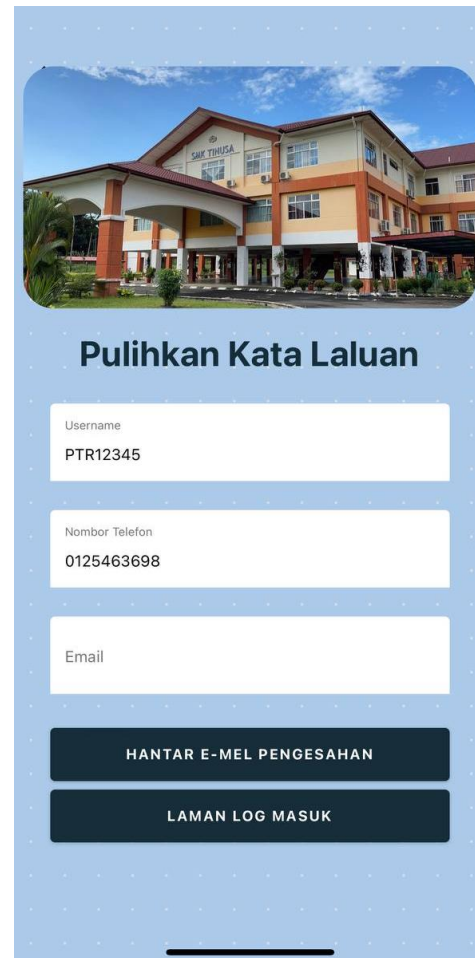 SMK TINUSA
Pulihkan Kata Laluan
Username
PTR12345
Nombor Telefon
0125463698
Email
HANTAR E-MEL PENGESAHAN
LAMAN LOG MASUK